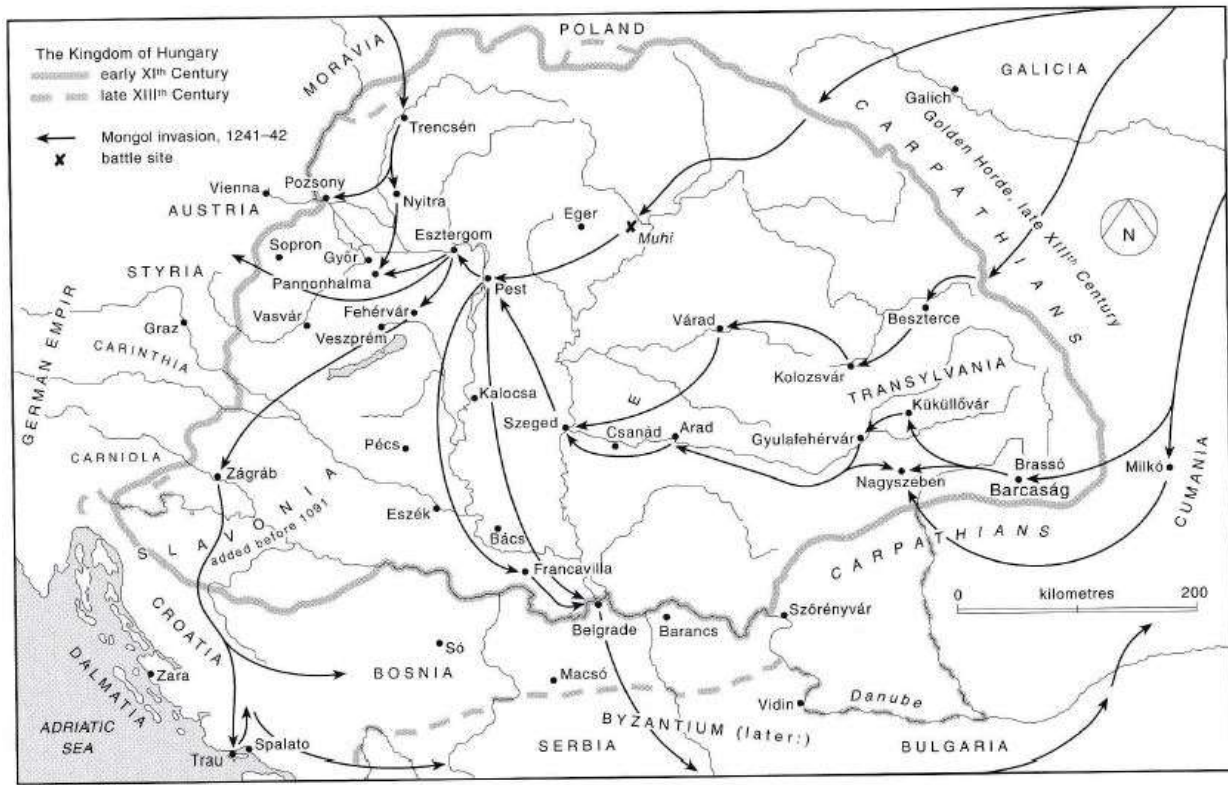 The Kingdom of Hungary
early XIth Century
late XIIIth Century
Mongol invasion, 1241–42
battle site
POLAND
MORAVIA
GALICIA
Galich
CARPATHIANS
Golden Horde, late XIIIth Century
N
Trencsén
Vienna
Pozsony
AUSTRIA
Nyitra
Eger
Muhi
Esztergom
Sopron
Győr
STYRIA
Pannonhalma
Pest
Fehérvár
Vasvár
Veszprém
Graz
CARINTHIA
GERMAN EMPIR
Várad
Beszterce
Kolozsvár
TRANSYLVANIA
Kalocsa
E
Küküllővár
Szeged
Csanád
Arad
Gyulafehérvár
Pécs
CARNIOLA
Zágráb
Nagyszeben
Brassó
Barcaság
Milkó
CUMANIA
SLAVONIA
added before 1091
Eszék
Bács
CARPATHIANS
Francavilla
kilometres
0 200
Belgrade
Barancs
Szörényvár
CROATIA
Só
BOSNIA
DALMATIA
Zara
Macsó
Vidin
Danube
ADRIATIC
SEA
BYZANTIUM (later:)
SERBIA
BULGARIA
Spalato
Trau